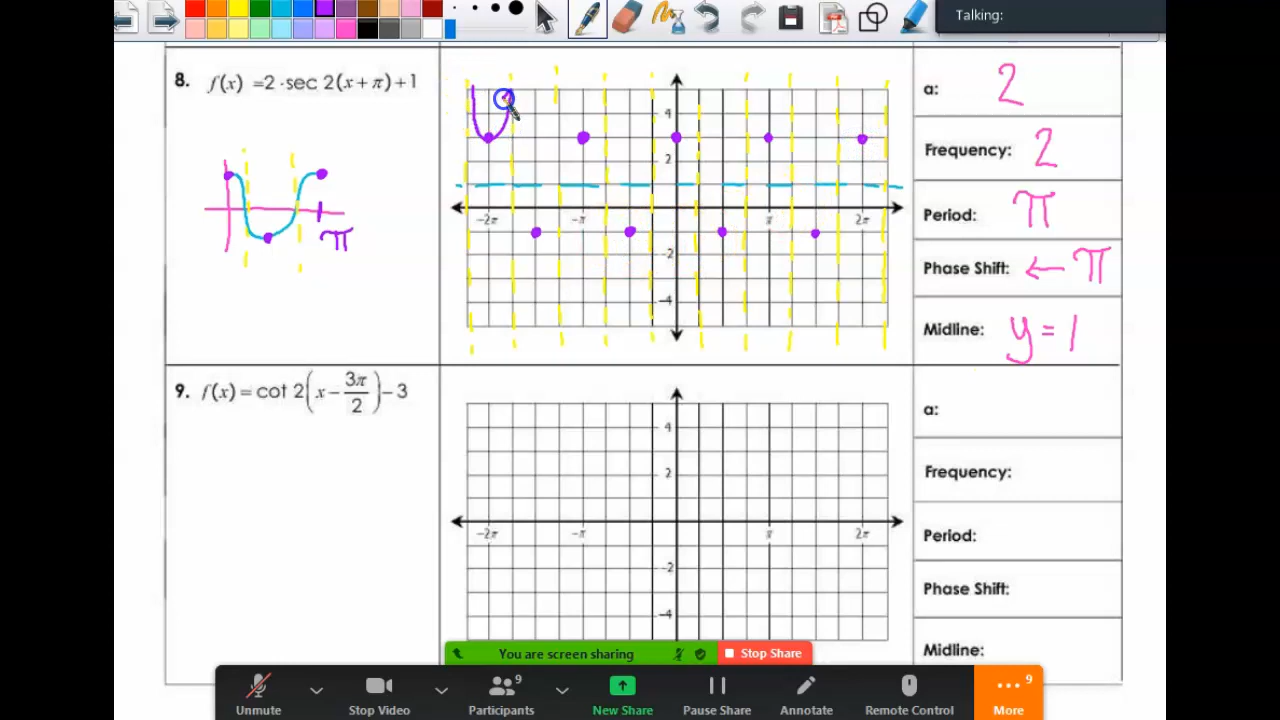 Talking:
8. f(x) =2 ·sec 2(x+π)+1
π
4
2
-2π
-π
π
2π
-2
-4
a: 2
Frequency: 2
Period: π
Phase Shift: ← π
Midline: y = 1
9. f(x) = cot 2(x − 3π/2) − 3
4
2
-2π
-π
π
2π
-2
-4
a:
Frequency:
Period:
Phase Shift:
Midline:
You are screen sharing
Stop Share
9
9
Unmute
Stop Video
Participants
New Share
Pause Share
Annotate
Remote Control
More